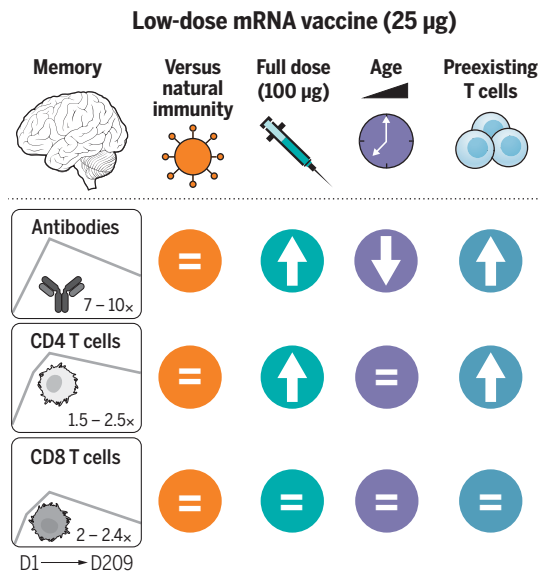 Low-dose mRNA vaccine (25 µg)
Memory
Versus
natural
immunity
Full dose
(100 µg)
Age
Preexisting
T cells
Antibodies
7 – 10×
= 
CD4 T cells
1.5 – 2.5×
= =
CD8 T cells
2 – 2.4×
= = = =
D1 D209